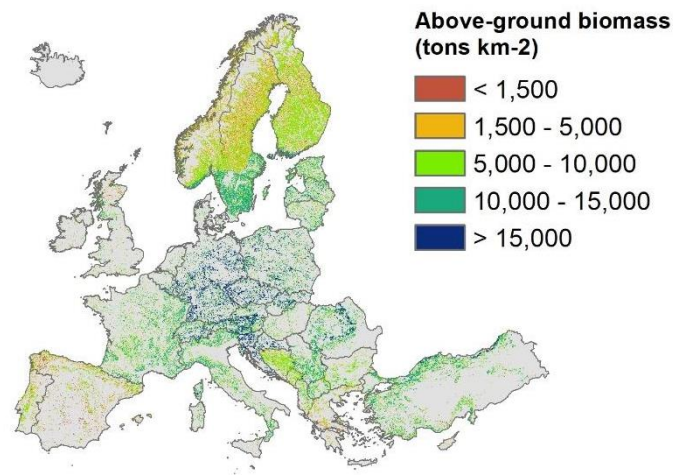 Above-ground biomass
(tons km-2)
< 1,500
1,500 - 5,000
5,000 - 10,000
10,000 - 15,000
> 15,000